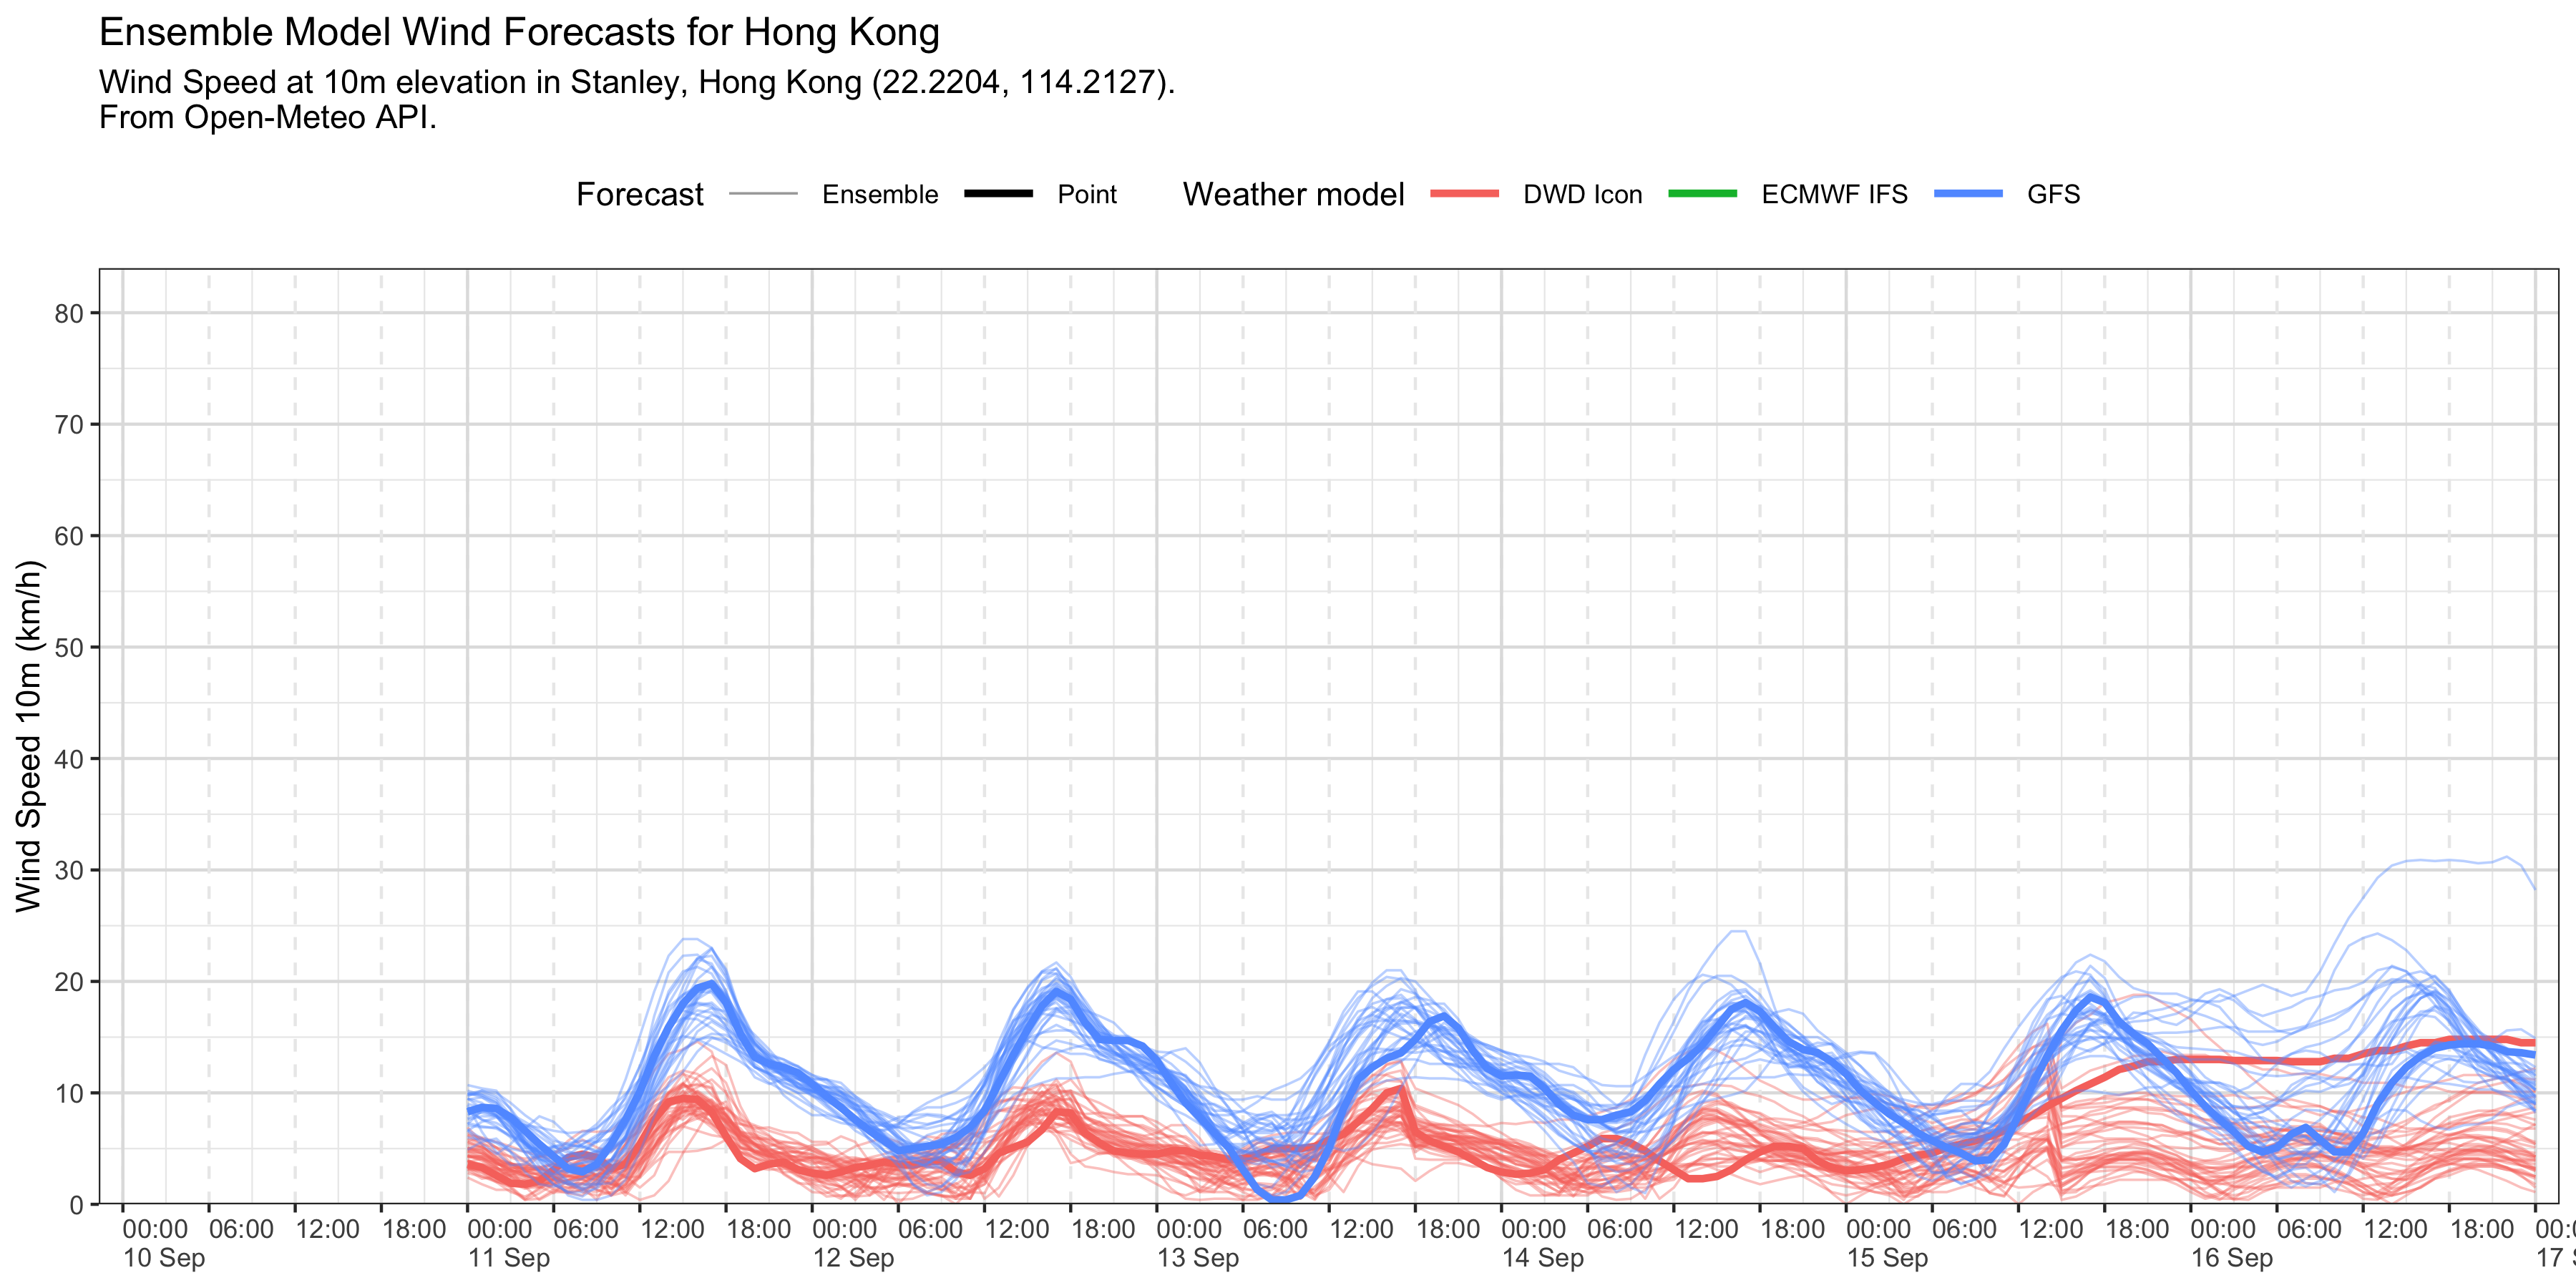 Ensemble Model Wind Forecasts for Hong Kong
Wind Speed at 10m elevation in Stanley, Hong Kong (22.2204, 114.2127).
From Open-Meteo API.
Forecast Ensemble Point Weather model DWD Icon ECMWF IFS GFS
Wind Speed 10m (km/h)
80
70
60
50
40
30
20
10
0
00:00 06:00 12:00 18:00 00:00 06:00 12:00 18:00 00:00 06:00 12:00 18:00 00:00 06:00 12:00 18:00 00:00 06:00 12:00 18:00 00:00 06:00 12:00 18:00 00:00 06:00 12:00 18:00
10 Sep 11 Sep 12 Sep 13 Sep 14 Sep 15 Sep 16 Sep 17